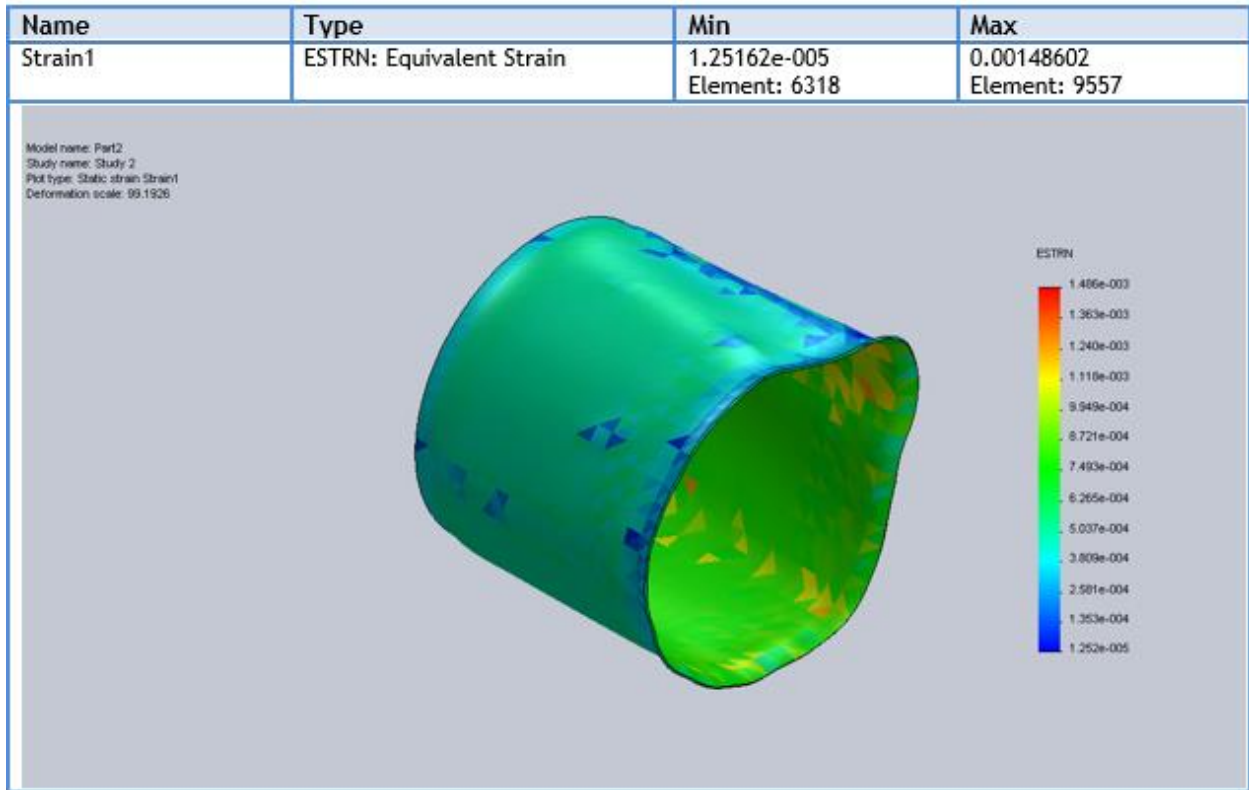 Name Type Min Max
Strain1 ESTRN: Equivalent Strain 1.25162e-005 0.00148602
Element: 6318 Element: 9557
Model name: Part2
Study name: Study 2
Plot type: Static strain Strain1
Deformation scale: 99.1926
ESTRN
1.486e-003
1.363e-003
1.240e-003
1.118e-003
9.949e-004
8.721e-004
7.493e-004
6.265e-004
5.037e-004
3.809e-004
2.581e-004
1.353e-004
1.252e-005